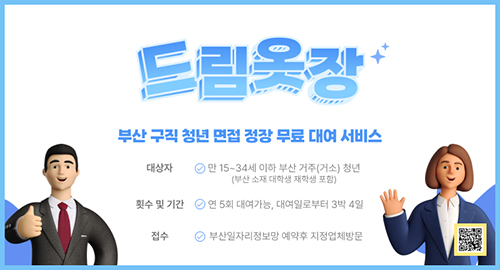 드림옷장
부산 구직 청년 면접 정장 무료 대여 서비스
대상자 만 15~34세 이하 부산 거주(거소) 청년
(부산 소재 대학생 재학생 포함)
횟수 및 기간 연 5회 대여가능, 대여일로부터 3박 4일
접수 부산일자리정보망 예약후 지정업체방문